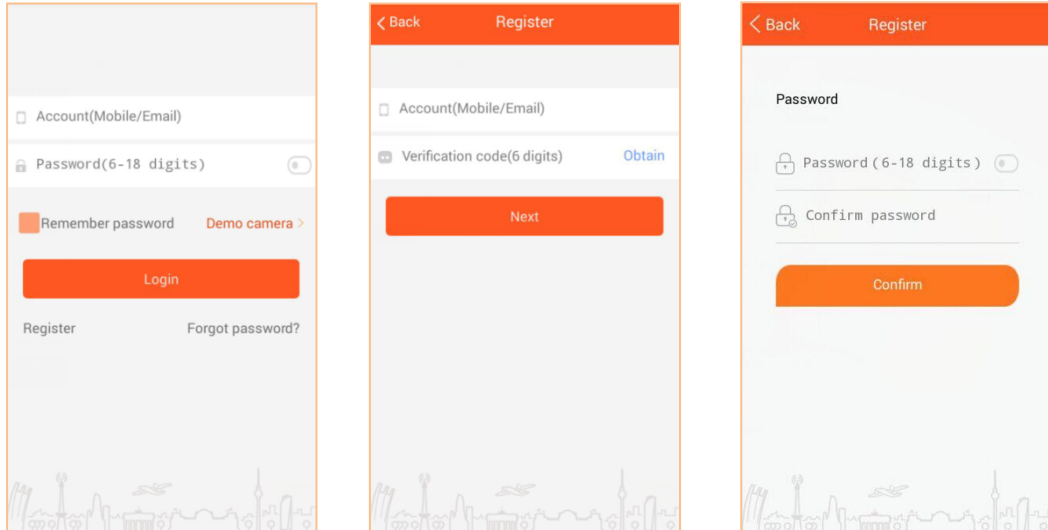 Account(Mobile/Email)
Password(6-18 digits)
Remember password Demo camera >
Login
Register Forgot password?
< Back Register
Account(Mobile/Email)
Verification code(6 digits) Obtain
Next
< Back Register
Password
Password (6-18 digits)
Confirm password
Confirm